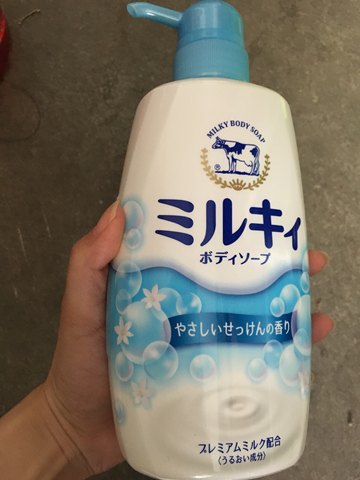 MILKY BODY SOAP
®
ミルキィ
ボディソープ
やさしいせっけんの香り
プレミアムミルク配合
(うるおい成分)